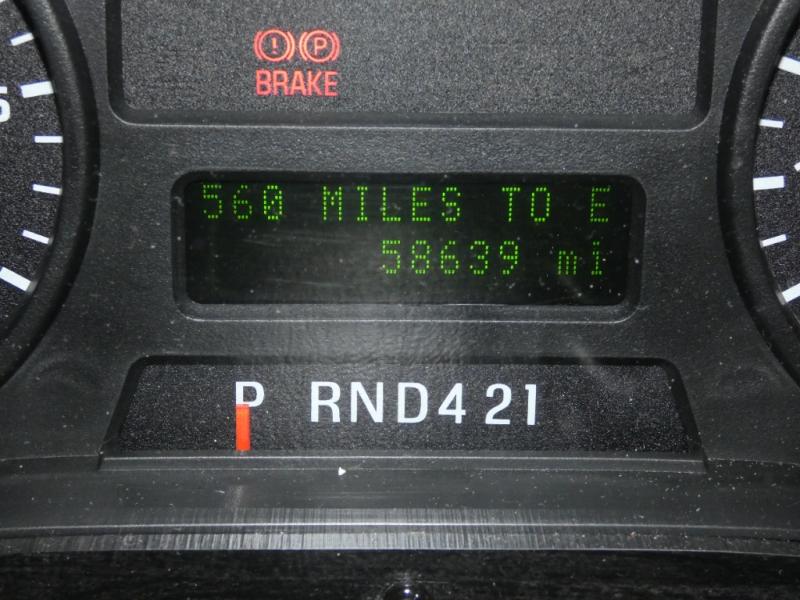 ! P
BRAKE
560 MILES TO E
58639 mi
P RND421